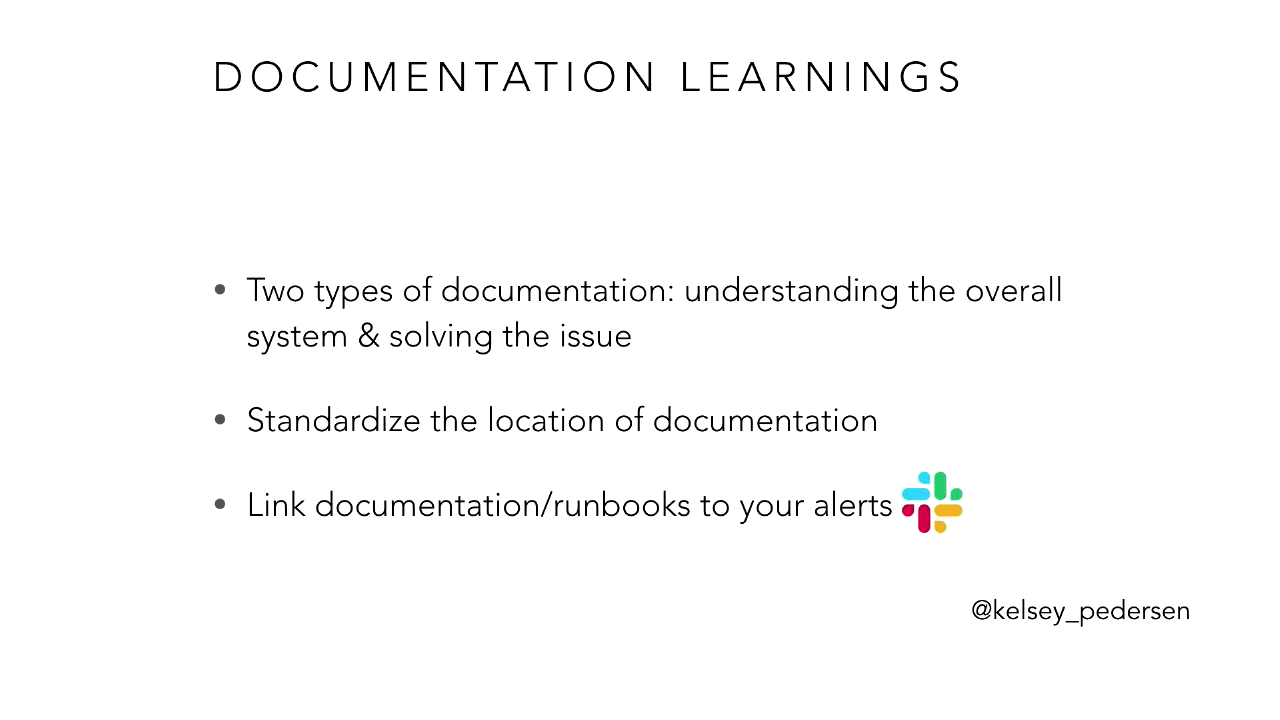 DOCUMENTATION LEARNINGS
• Two types of documentation: understanding the overall
system & solving the issue
• Standardize the location of documentation
• Link documentation/runbooks to your alerts
@kelsey_pedersen